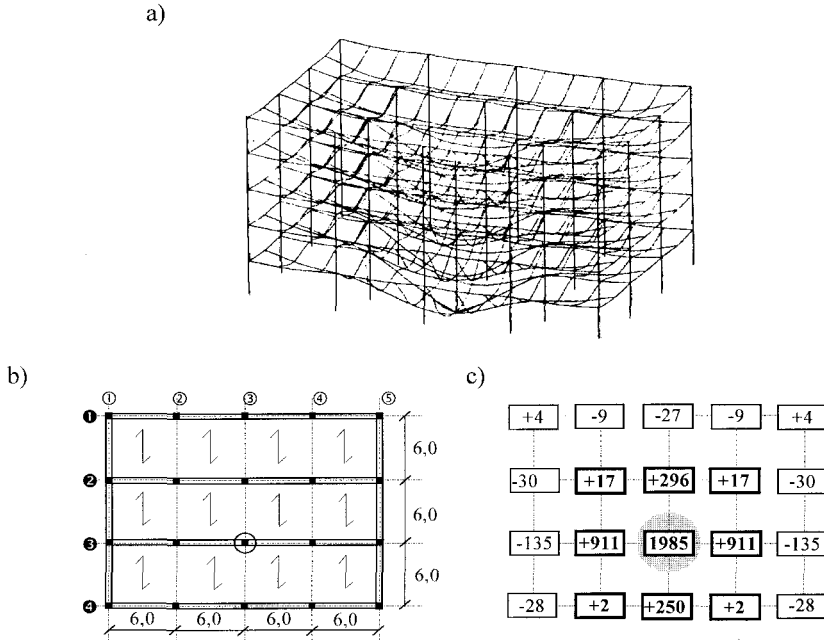 a)
b)
① ② ③ ④ ⑤
❶
❷
❸
❹
6,0
6,0
6,0
6,0 6,0 6,0 6,0
c)
+4 -9 -27 -9 +4
-30 +17 +296 +17 -30
-135 +911 1985 +911 -135
-28 +2 +250 +2 -28